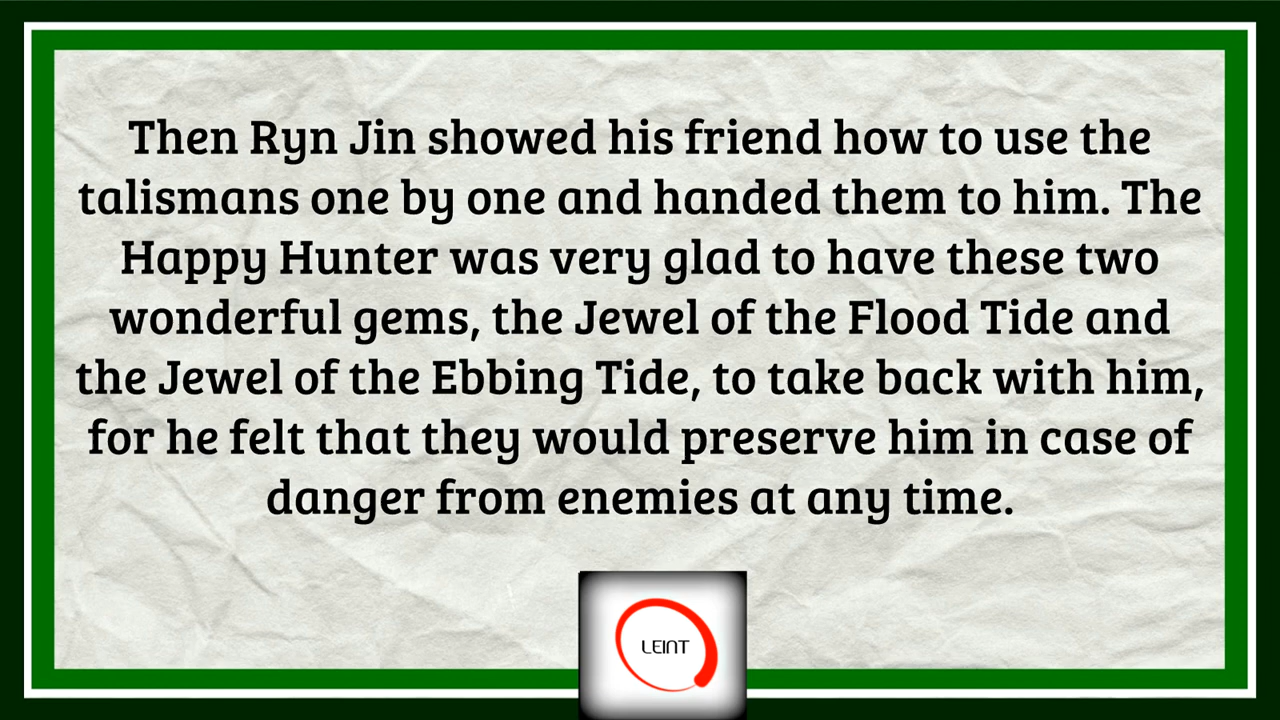 Then Ryn Jin showed his friend how to use the
talismans one by one and handed them to him. The
Happy Hunter was very glad to have these two
wonderful gems, the Jewel of the Flood Tide and
the Jewel of the Ebbing Tide, to take back with him,
for he felt that they would preserve him in case of
danger from enemies at any time.
LEINT